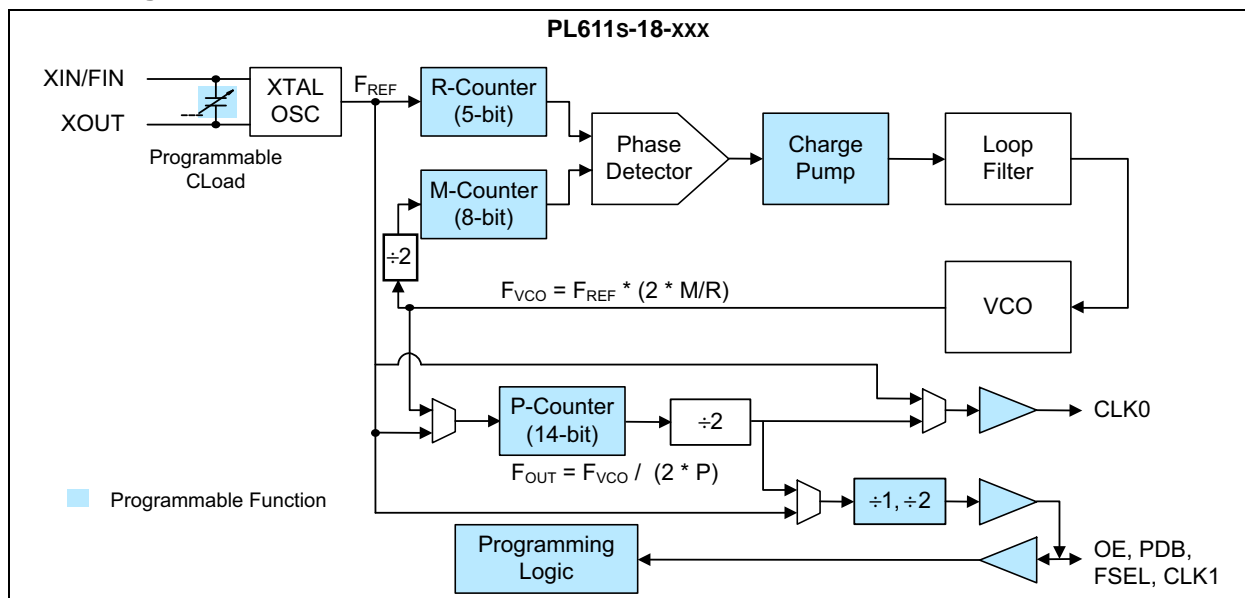 PL611s-18-xxx
XIN/FIN
XOUT
Programmable
CLoad
XTAL
OSC
FREF
R-Counter
(5-bit)
M-Counter
(8-bit)
÷2
Phase
Detector
Charge
Pump
Loop
Filter
VCO
FVCO = FREF * (2 * M/R)
P-Counter
(14-bit)
÷2
CLK0
FOUT = FVCO / (2 * P)
Programmable Function
÷1, ÷2
Programming
Logic
OE, PDB,
FSEL, CLK1